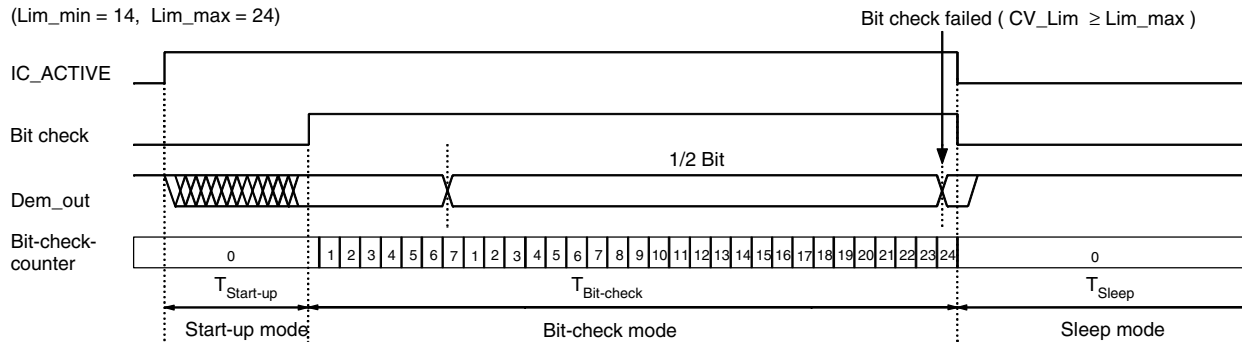 (Lim_min = 14, Lim_max = 24)
Bit check failed ( CV_Lim ≥ Lim_max )
IC_ACTIVE
Bit check
1/2 Bit
Dem_out
Bit-check-
counter
0 1 2 3 4 5 6 7 1 2 3 4 5 6 7 8 9 10 11 12 13 14 15 16 17 18 19 20 21 22 23 24 0
TStart-up TBit-check TSleep
Start-up mode Bit-check mode Sleep mode